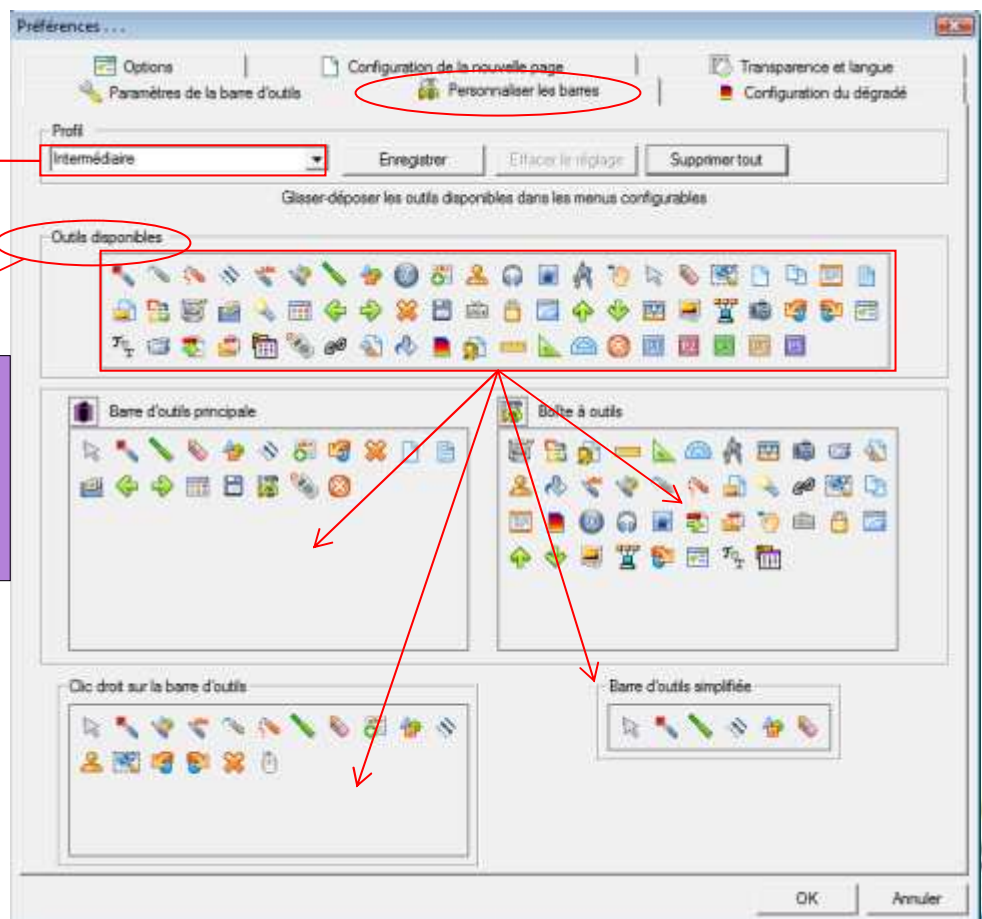 Préférences . . .
Options
Configuration de la nouvelle page
Transparence et langue
Paramètres de la barre d'outils
Personnaliser les barres
Configuration du dégradé
Profil
Intermédiaire
Enregistrer
Effacer le réglage
Supprimer tout
Glisser-déposer les outils disponibles dans les menus configurables
Outils disponibles
Barre d'outils principale
Boîte à outils
Clic droit sur la barre d'outils
Barre d'outils simplifiée
OK
Annuler